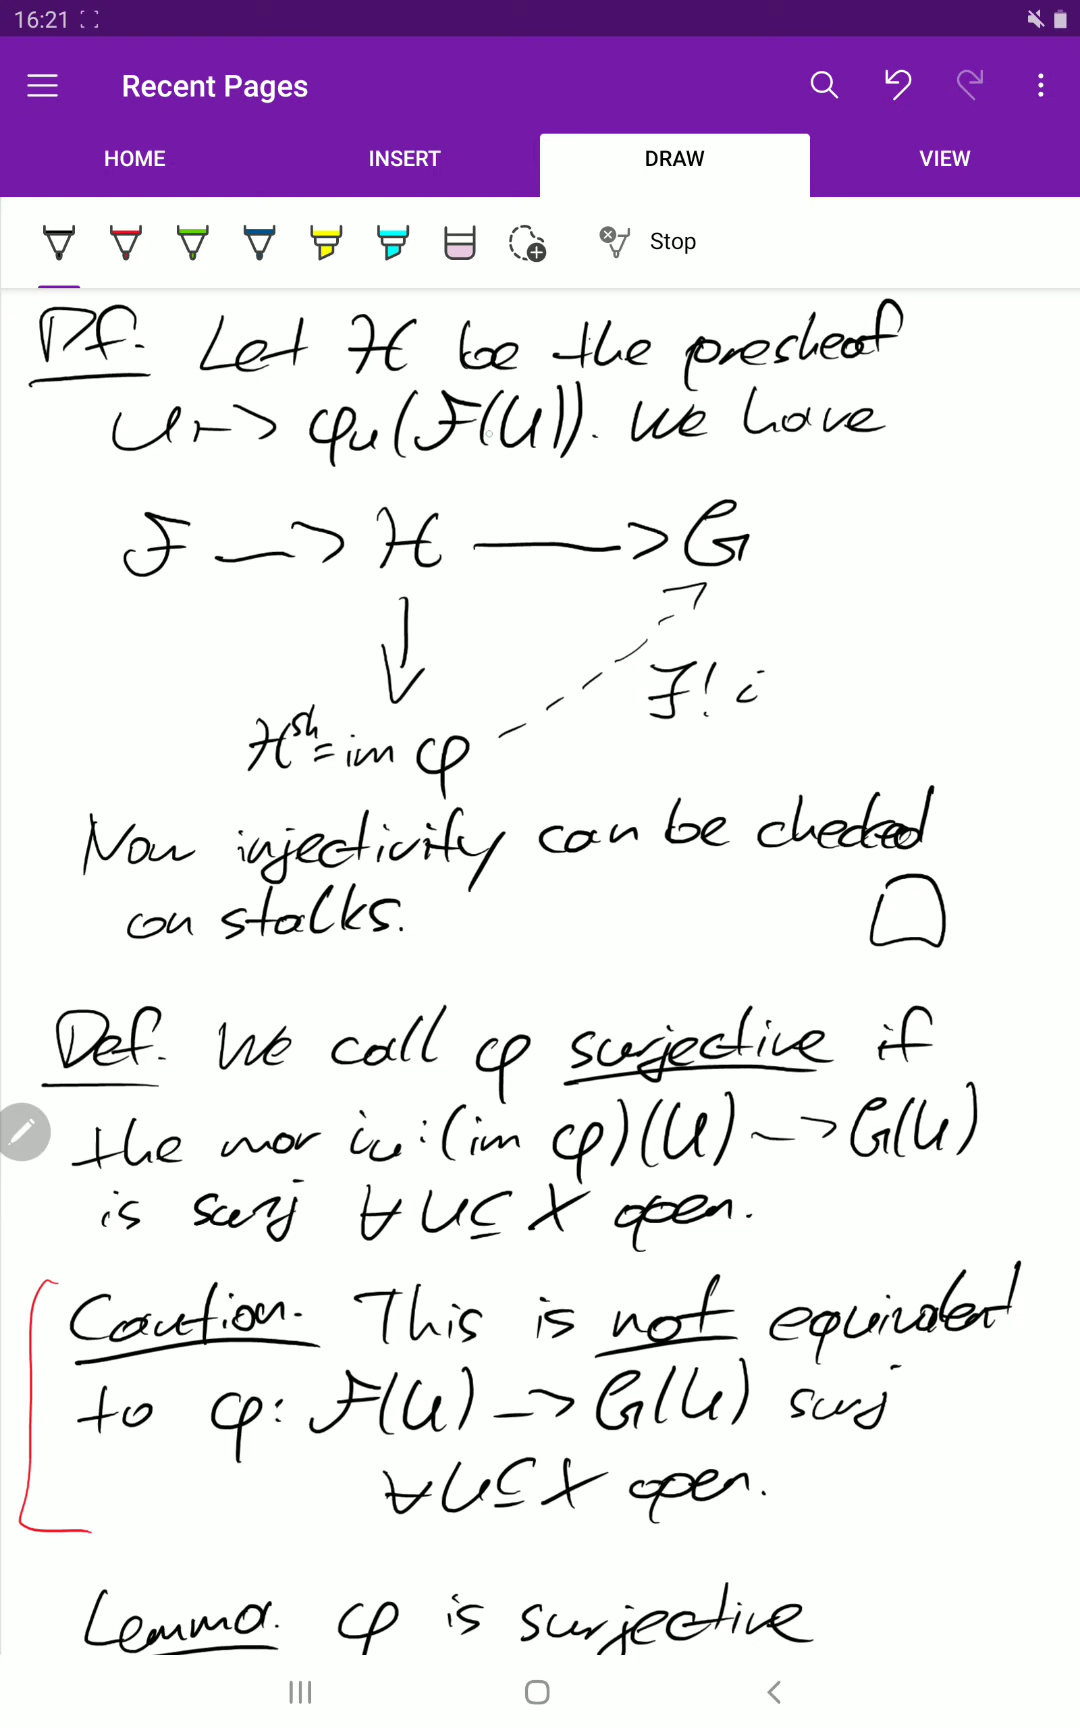 16:21
Recent Pages
HOME INSERT DRAW VIEW
Stop
Pf. Let ℋ be the presheaf
U ↦ φ_U(ℱ(U)). We have
ℱ → ℋ → 𝒢
∃! i
ℋ^sh = im φ
Now injectivity can be checked
on stalks. □
Def. We call φ surjective if
the mor i_U: (im φ)(U) → 𝒢(U)
is surj ∀ U ⊆ X open.
Caution. This is not equivalent
to φ: ℱ(U) → 𝒢(U) surj
∀ U ⊆ X open.
Lemma. φ is surjective